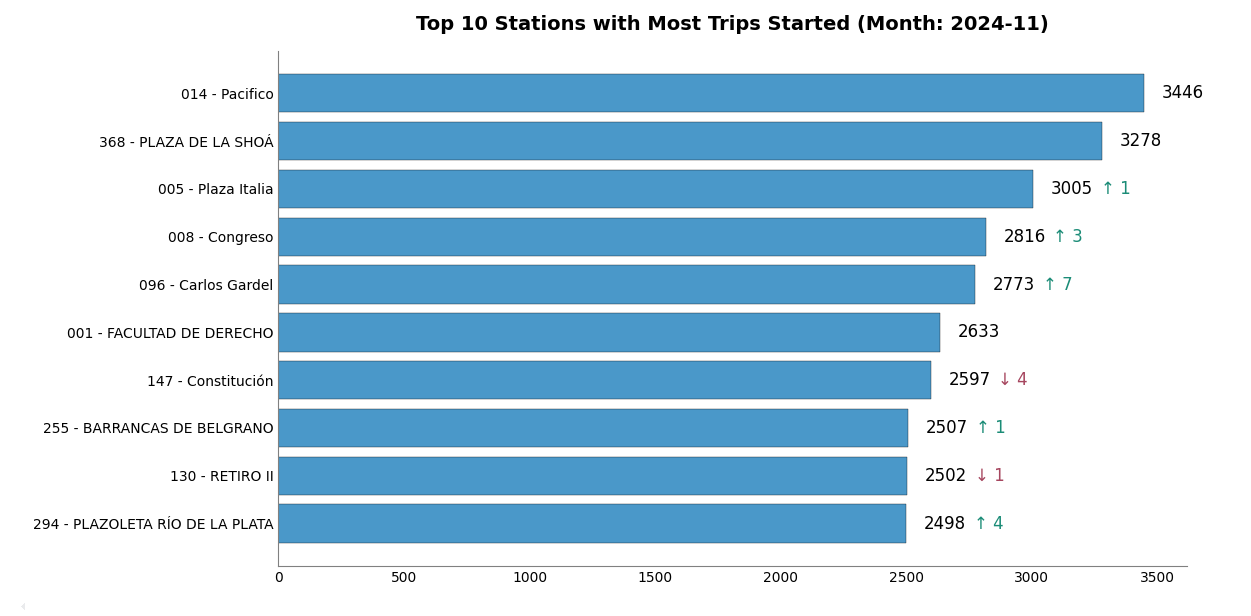 Top 10 Stations with Most Trips Started (Month: 2024-11)
014 - Pacifico 3446
368 - PLAZA DE LA SHOÁ 3278
005 - Plaza Italia 3005 ↑ 1
008 - Congreso 2816 ↑ 3
096 - Carlos Gardel 2773 ↑ 7
001 - FACULTAD DE DERECHO 2633
147 - Constitución 2597 ↓ 4
255 - BARRANCAS DE BELGRANO 2507 ↑ 1
130 - RETIRO II 2502 ↓ 1
294 - PLAZOLETA RÍO DE LA PLATA 2498 ↑ 4
0 500 1000 1500 2000 2500 3000 3500